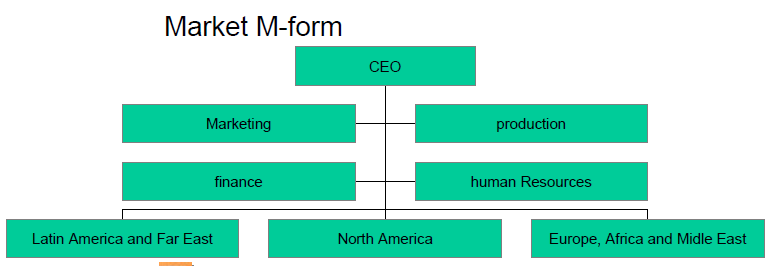 Market M-form
CEO
Marketing
production
finance
human Resources
Latin America and Far East
North America
Europe, Africa and Midle East